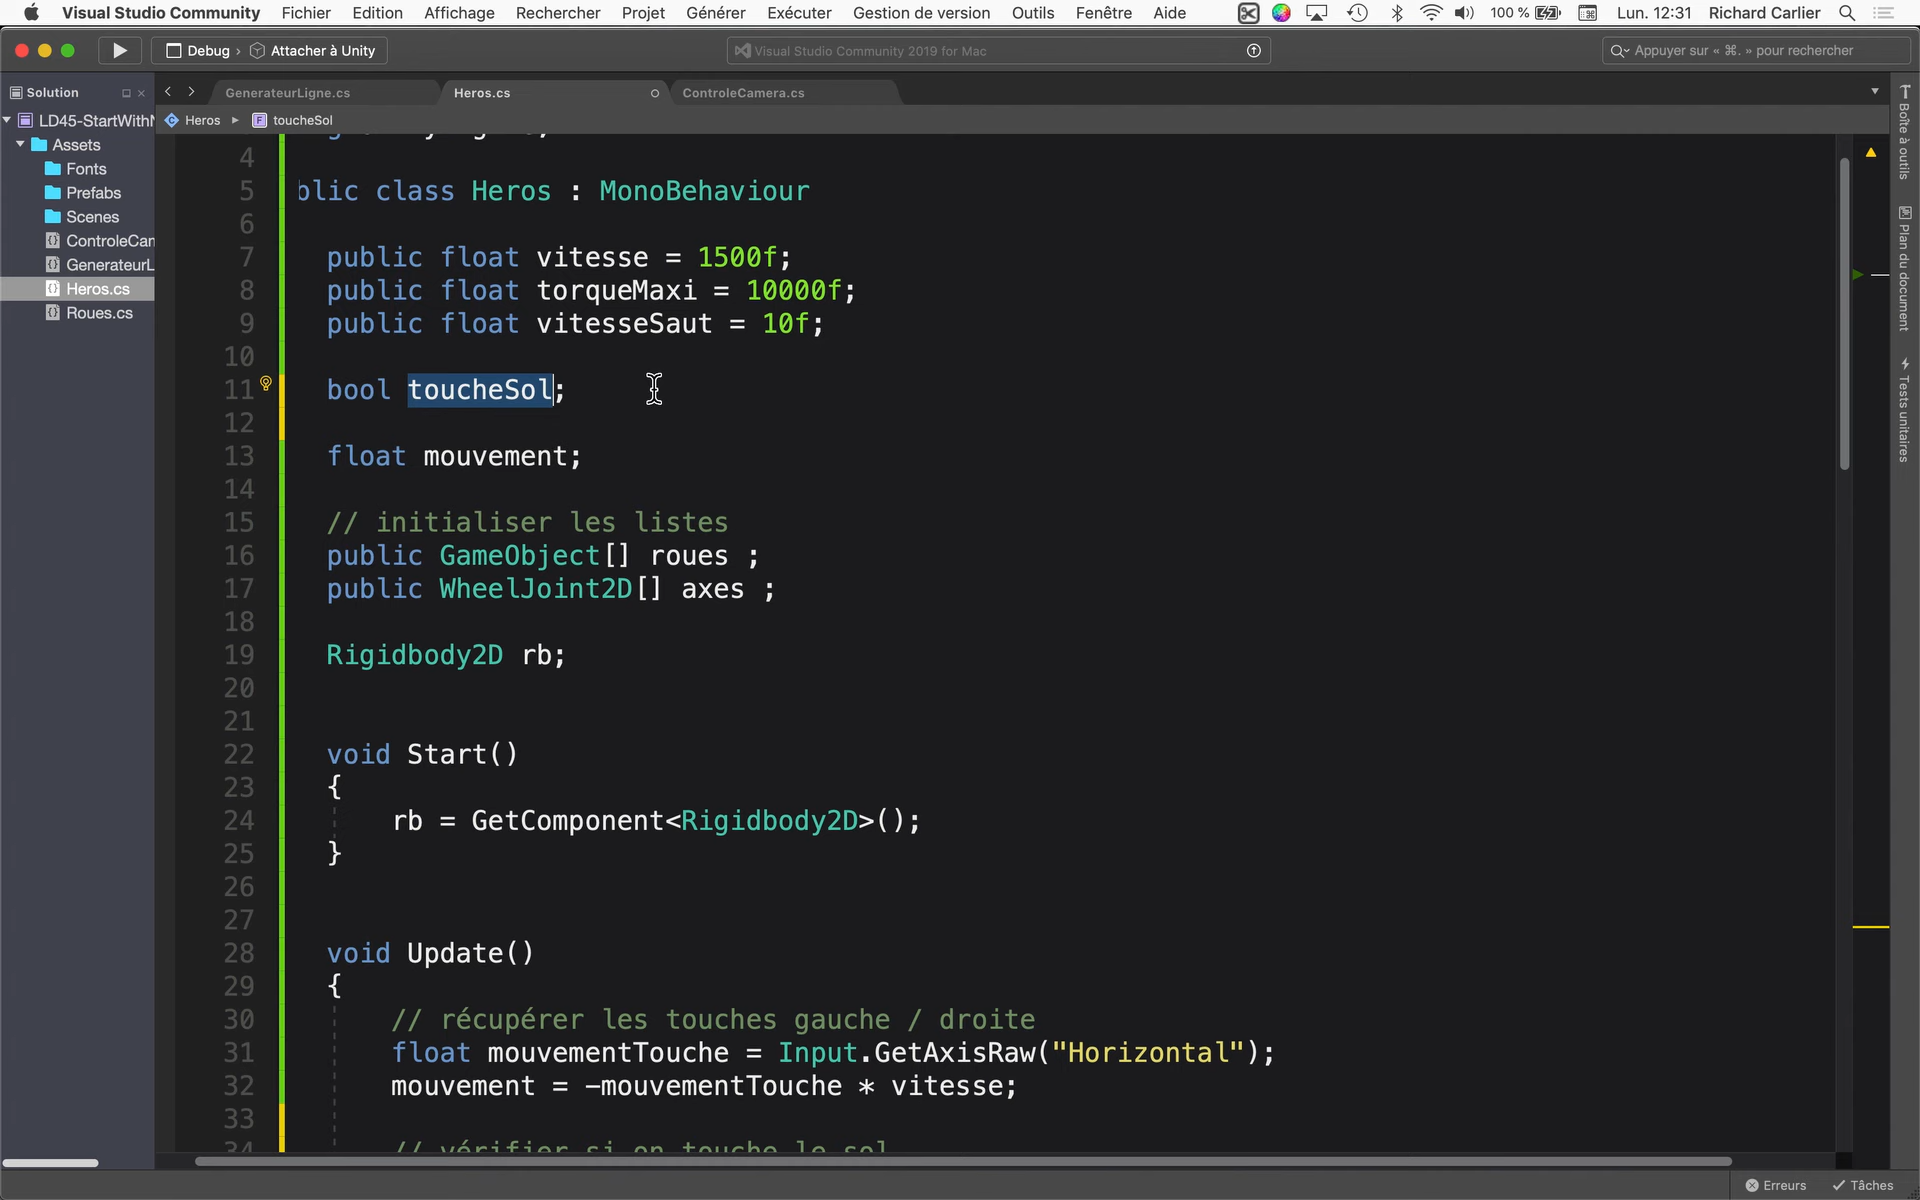 Visual Studio Community Fichier Edition Affichage Rechercher Projet Générer Exécuter Gestion de version Outils Fenêtre Aide 100 % Lun. 12:31 Richard Carlier
Debug › Attacher à Unity
Visual Studio Community 2019 for Mac
Appuyer sur « ⌘. » pour rechercher
Solution
GenerateurLigne.cs
Heros.cs
ControleCamera.cs
Heros ▸ toucheSol
LD45-StartWithN
Assets
Fonts
Prefabs
Scenes
ControleCam
GenerateurL
Heros.cs
Roues.cs
4
5 blic class Heros : MonoBehaviour
6
7 public float vitesse = 1500f;
8 public float torqueMaxi = 10000f;
9 public float vitesseSaut = 10f;
10
11 bool toucheSol;
12
13 float mouvement;
14
15 // initialiser les listes
16 public GameObject[] roues ;
17 public WheelJoint2D[] axes ;
18
19 Rigidbody2D rb;
20
21
22 void Start()
23 {
24 rb = GetComponent<Rigidbody2D>();
25 }
26
27
28 void Update()
29 {
30 // récupérer les touches gauche / droite
31 float mouvementTouche = Input.GetAxisRaw("Horizontal");
32 mouvement = -mouvementTouche * vitesse;
33
34 // vérifier si on touche le sol
Boîte à outils
Plan du document
Tests unitaires
Erreurs
Tâches